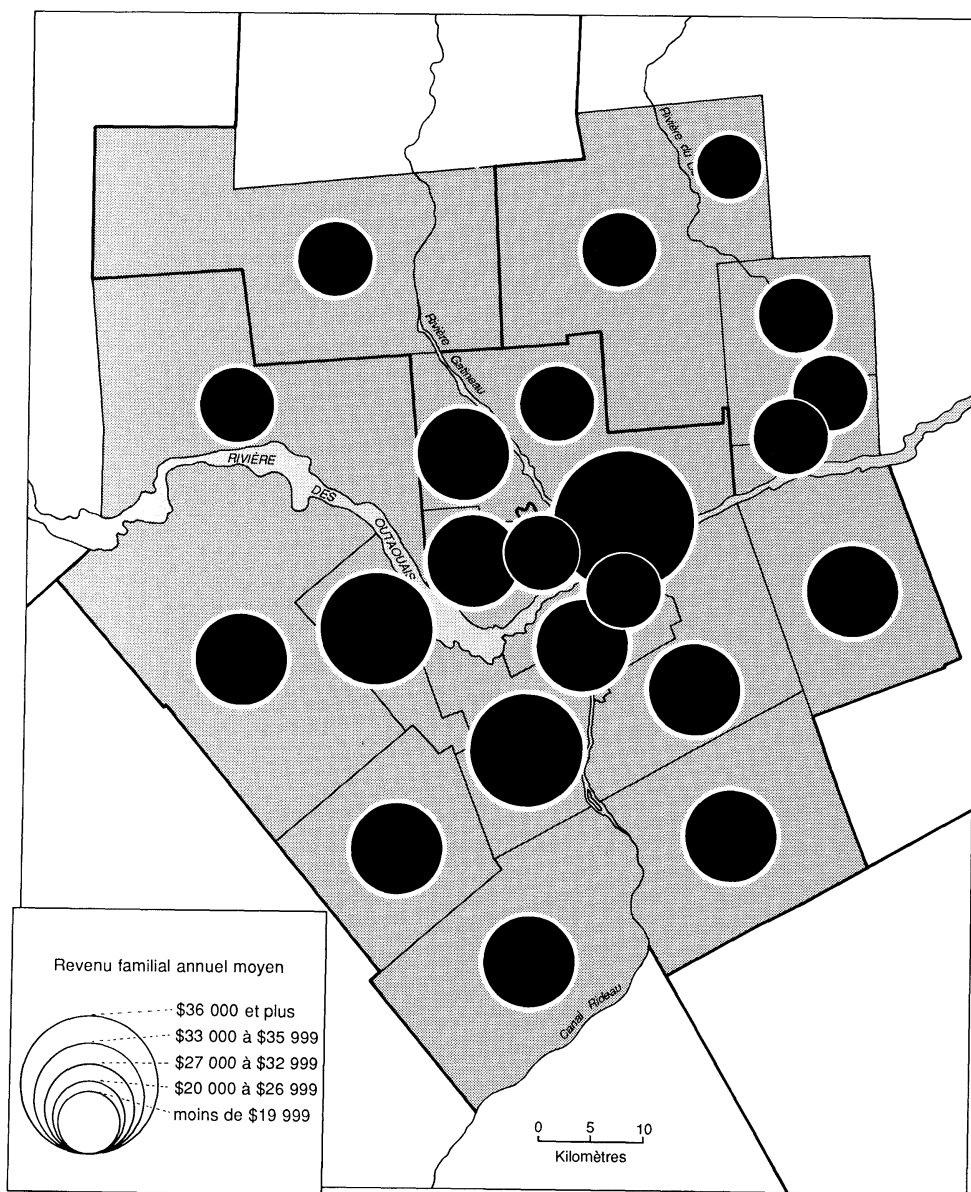 Rivière du
Rivière Gatineau
RIVIÈRE
DES
OUTAOUAIS
Canal Rideau
Revenu familial annuel moyen
$36 000 et plus
$33 000 à $35 999
$27 000 à $32 999
$20 000 à $26 999
moins de $19 999
0 5 10
Kilomètres